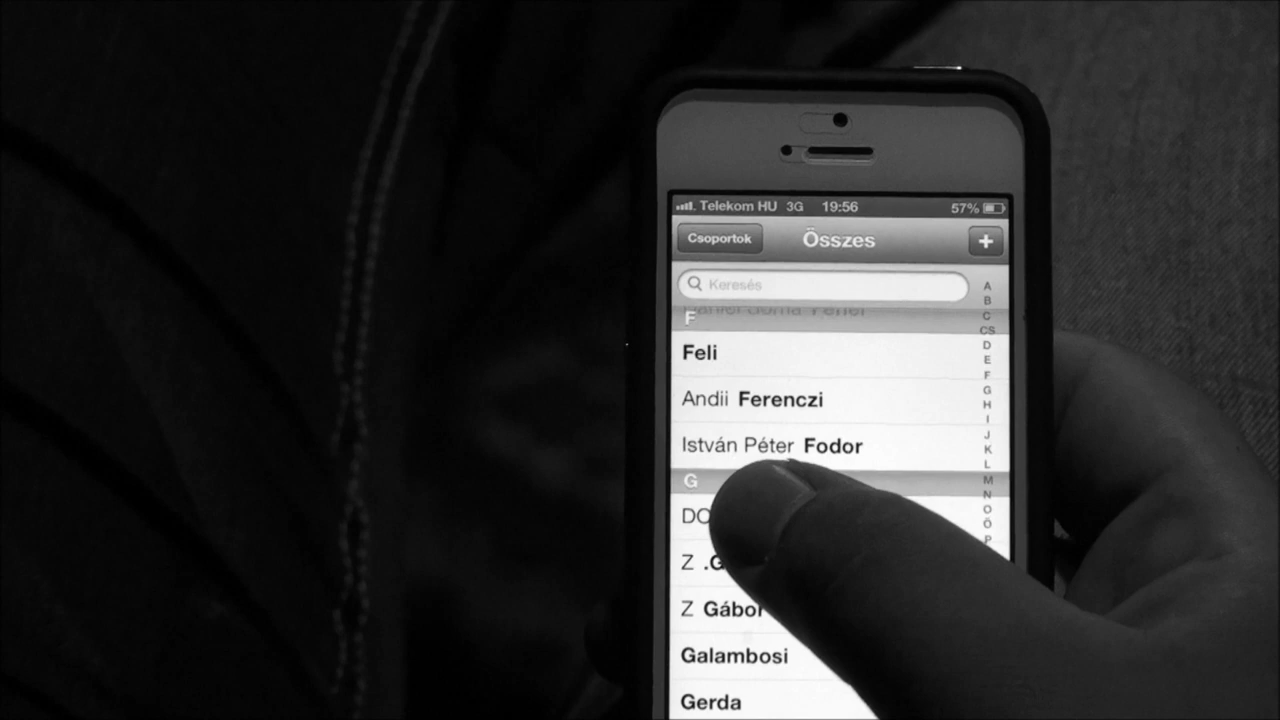 Telekom HU 3G 19:56 57%
Csoportok Összes +
Keresés
F
Feli
Andii Ferenczi
István Péter Fodor
G
Z
Z Gábor
Galambosi
Gerda
A
B
C
CS
D
E
F
G
H
I
J
K
L
M
N
O
Ö
P